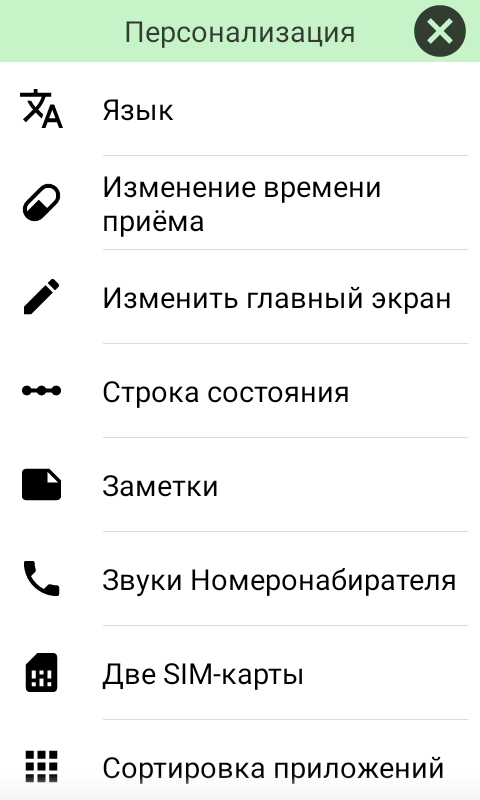 Персонализация
Язык
Изменение времени
приёма
Изменить главный экран
Строка состояния
Заметки
Звуки Номеронабирателя
Две SIM-карты
Сортировка приложений